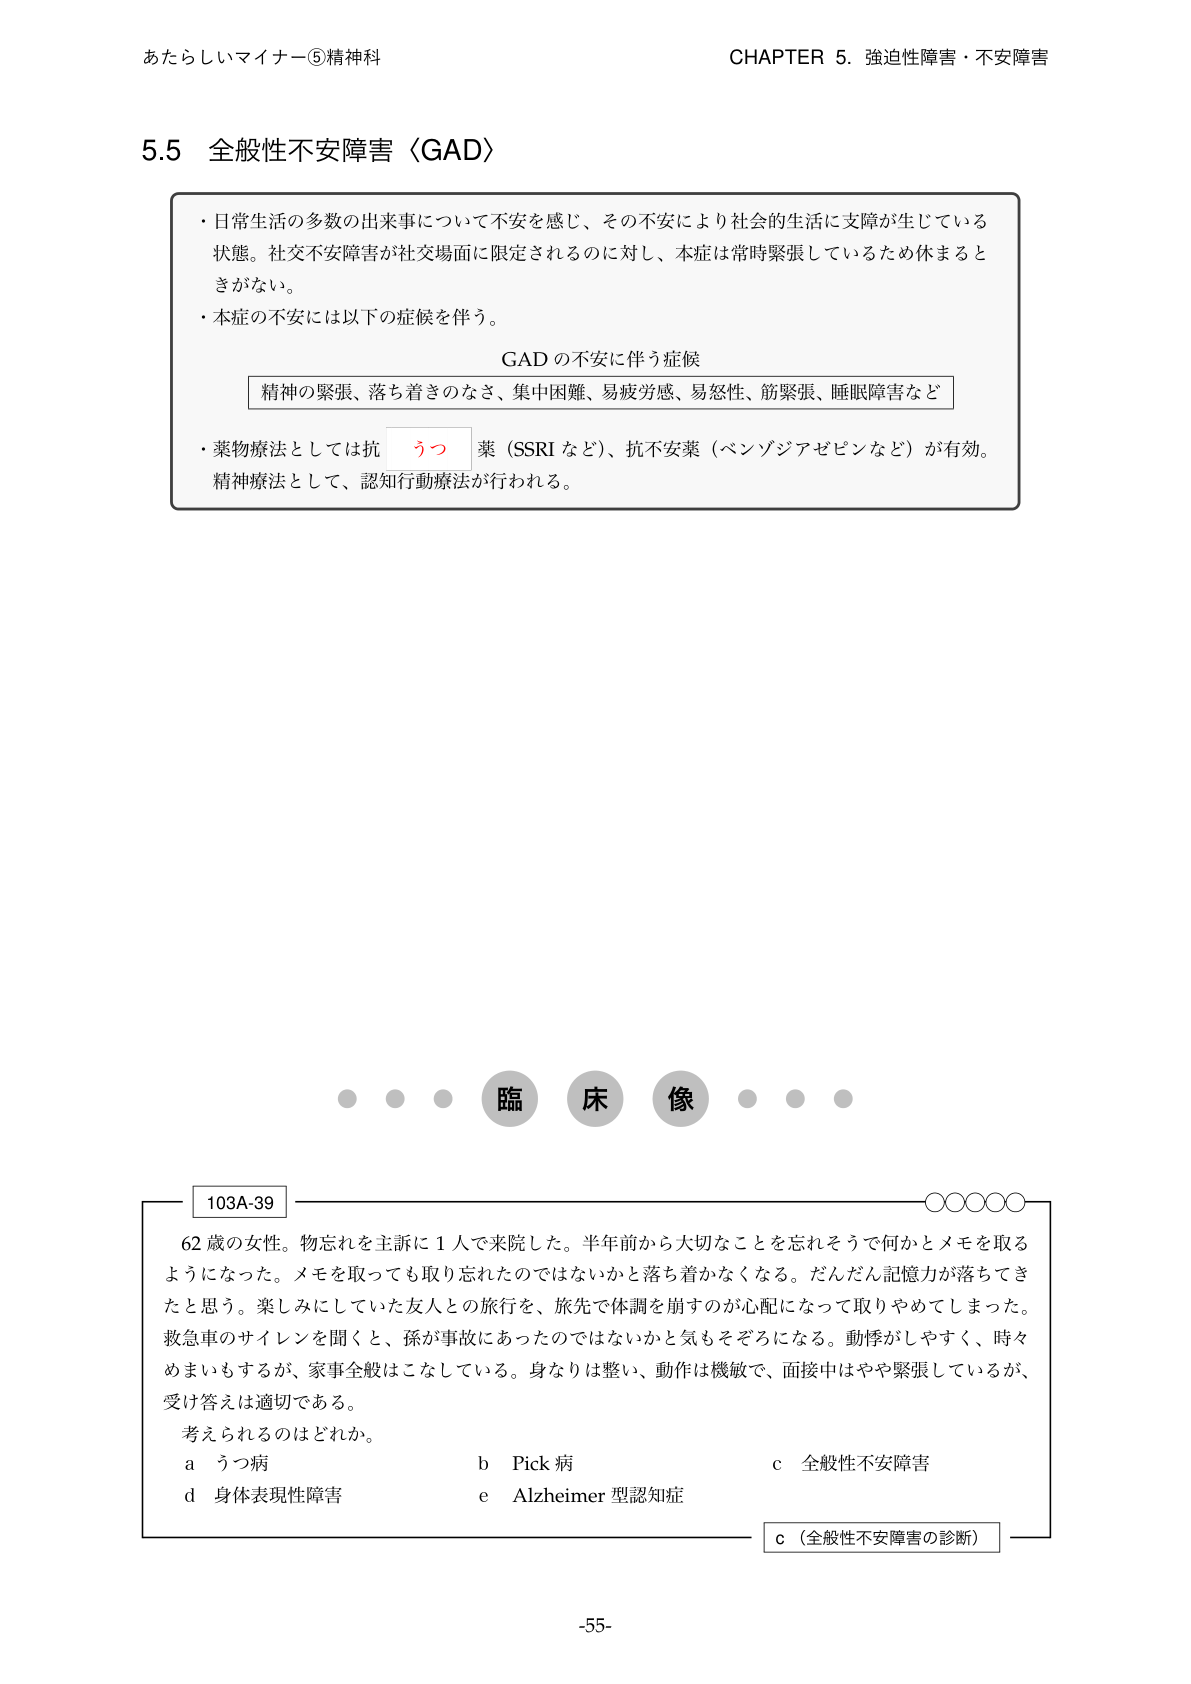 あたらしいマイナー⑤精神科
CHAPTER 5. 強迫性障害・不安障害
5.5 全般性不安障害〈GAD〉
・日常生活の多数の出来事について不安を感じ、その不安により社会的生活に支障が生じている
状態。社交不安障害が社交場面に限定されるのに対し、本症は常時緊張しているため休まると
きがない。
・本症の不安には以下の症候を伴う。
GAD の不安に伴う症候
精神の緊張、落ち着きのなさ、集中困難、易疲労感、易怒性、筋緊張、睡眠障害など
・薬物療法としては抗 うつ 薬（SSRI など）、抗不安薬（ベンゾジアゼピンなど）が有効。
精神療法として、認知行動療法が行われる。
臨 床 像
103A-39
62 歳の女性。物忘れを主訴に 1 人で来院した。半年前から大切なことを忘れそうで何かとメモを取る
ようになった。メモを取っても取り忘れたのではないかと落ち着かなくなる。だんだん記憶力が落ちてき
たと思う。楽しみにしていた友人との旅行を、旅先で体調を崩すのが心配になって取りやめてしまった。
救急車のサイレンを聞くと、孫が事故にあったのではないかと気もそぞろになる。動悸がしやすく、時々
めまいもするが、家事全般はこなしている。身なりは整い、動作は機敏で、面接中はやや緊張しているが、
受け答えは適切である。
考えられるのはどれか。
a うつ病 b Pick 病 c 全般性不安障害
d 身体表現性障害 e Alzheimer 型認知症
c （全般性不安障害の診断）
-55-